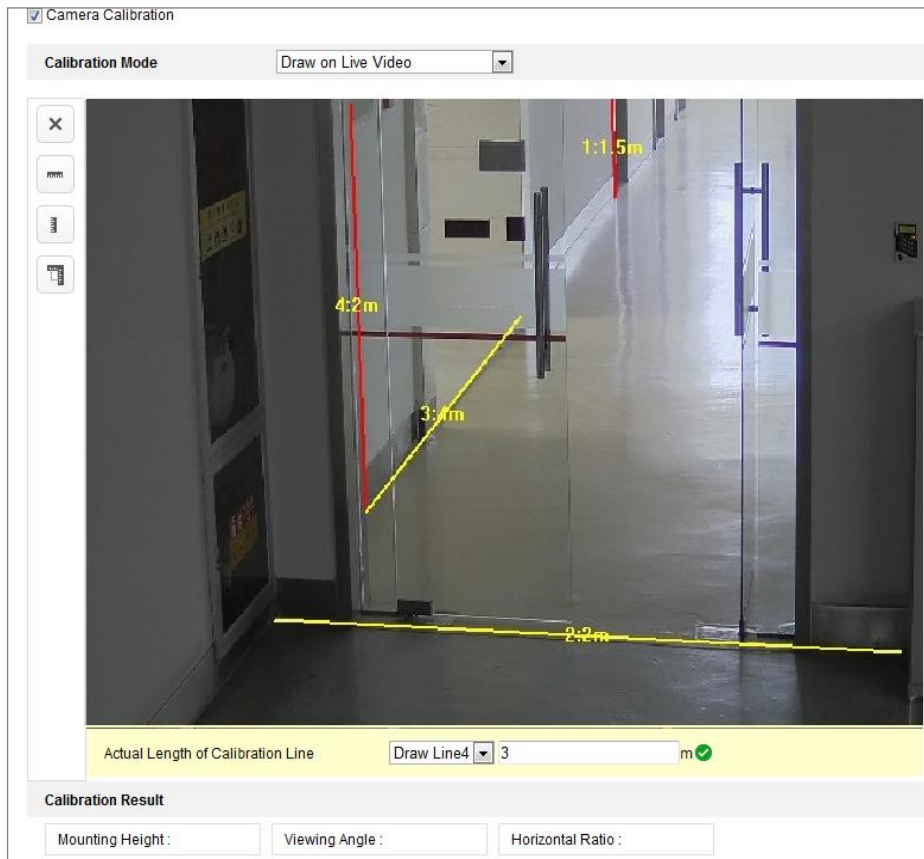 Camera Calibration
Calibration Mode
Draw on Live Video
1:1.5m
4:2m
3:4m
2:2m
Actual Length of Calibration Line
Draw Line4
3
m
Calibration Result
Mounting Height :
Viewing Angle :
Horizontal Ratio :